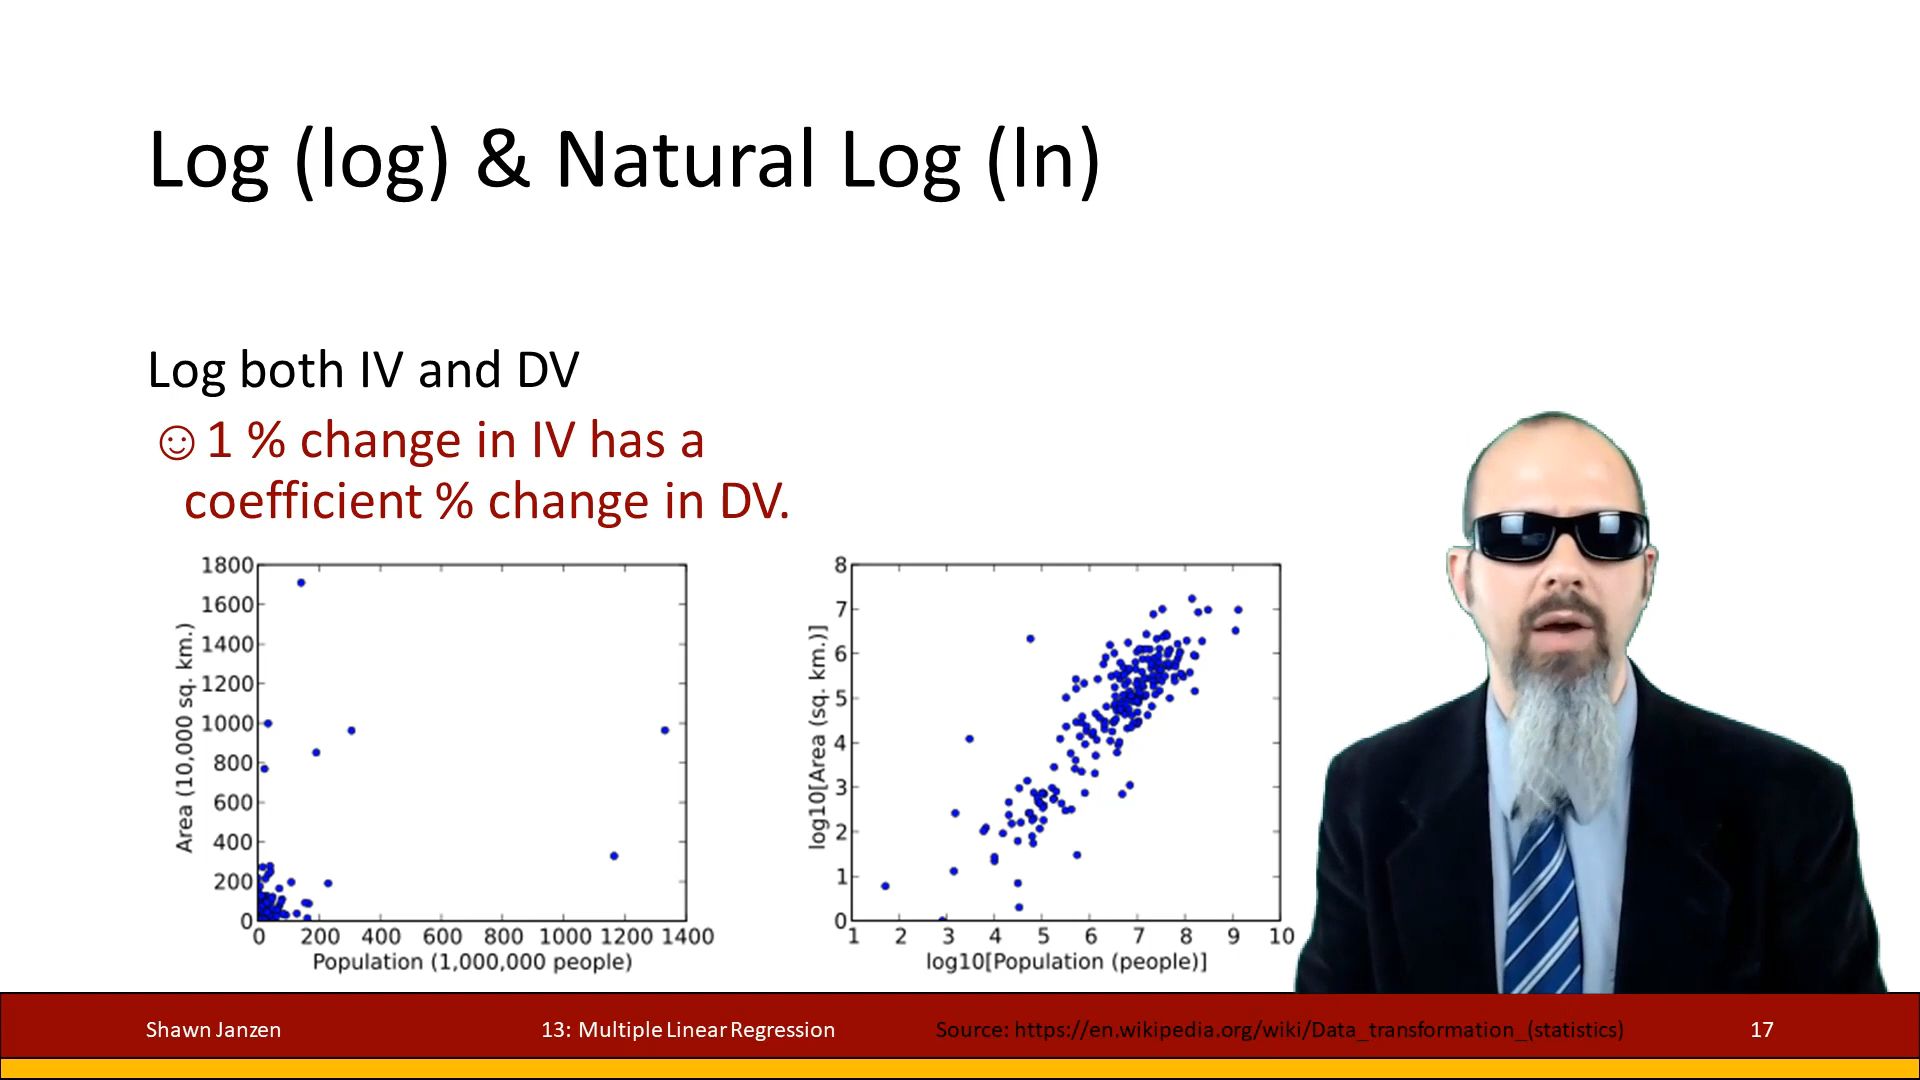 Log (log) & Natural Log (ln)
Log both IV and DV
☺1 % change in IV has a
coefficient % change in DV.
1800
1600
1400
1200
1000
800
600
400
200
0
Area (10,000 sq. km.)
0 200 400 600 800 1000 1200 1400
Population (1,000,000 people)
8
7
6
5
4
3
2
1
0
log10[Area (sq. km.)]
1 2 3 4 5 6 7 8 9 10
log10[Population (people)]
Shawn Janzen
13: Multiple Linear Regression
Source: https://en.wikipedia.org/wiki/Data_transformation_(statistics)
17